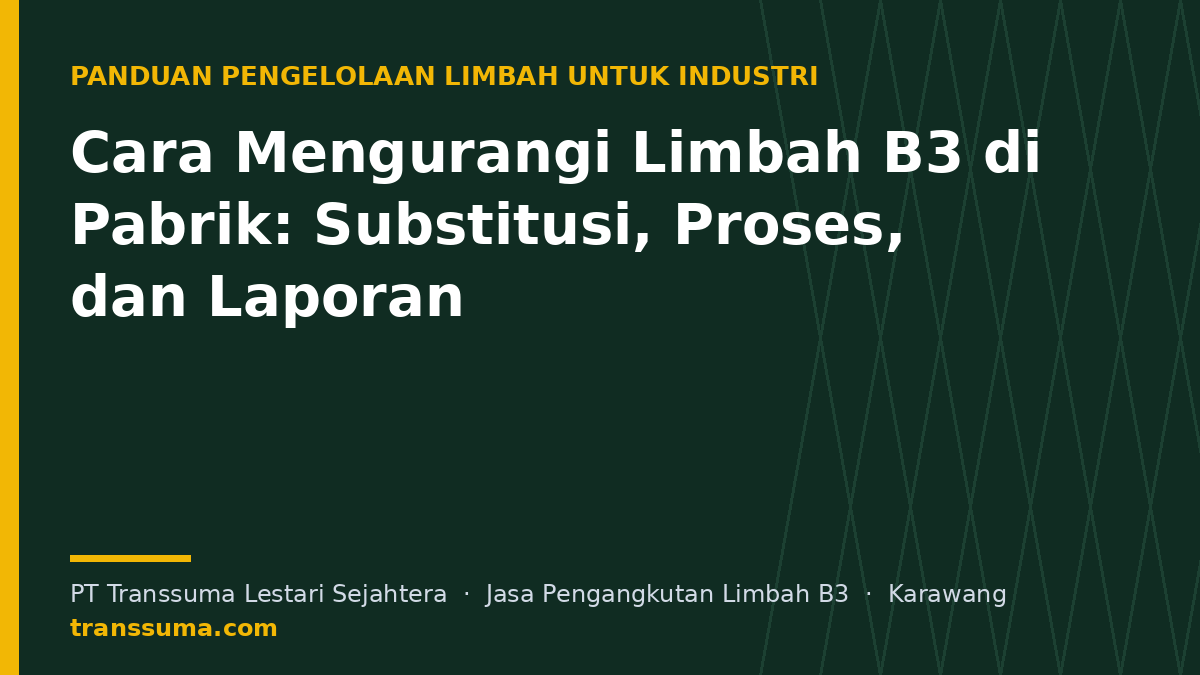 PANDUAN PENGELOLAAN LIMBAH UNTUK INDUSTRI
Cara Mengurangi Limbah B3 di
Pabrik: Substitusi, Proses,
dan Laporan
PT Transsuma Lestari Sejahtera · Jasa Pengangkutan Limbah B3 · Karawang
transsuma.com